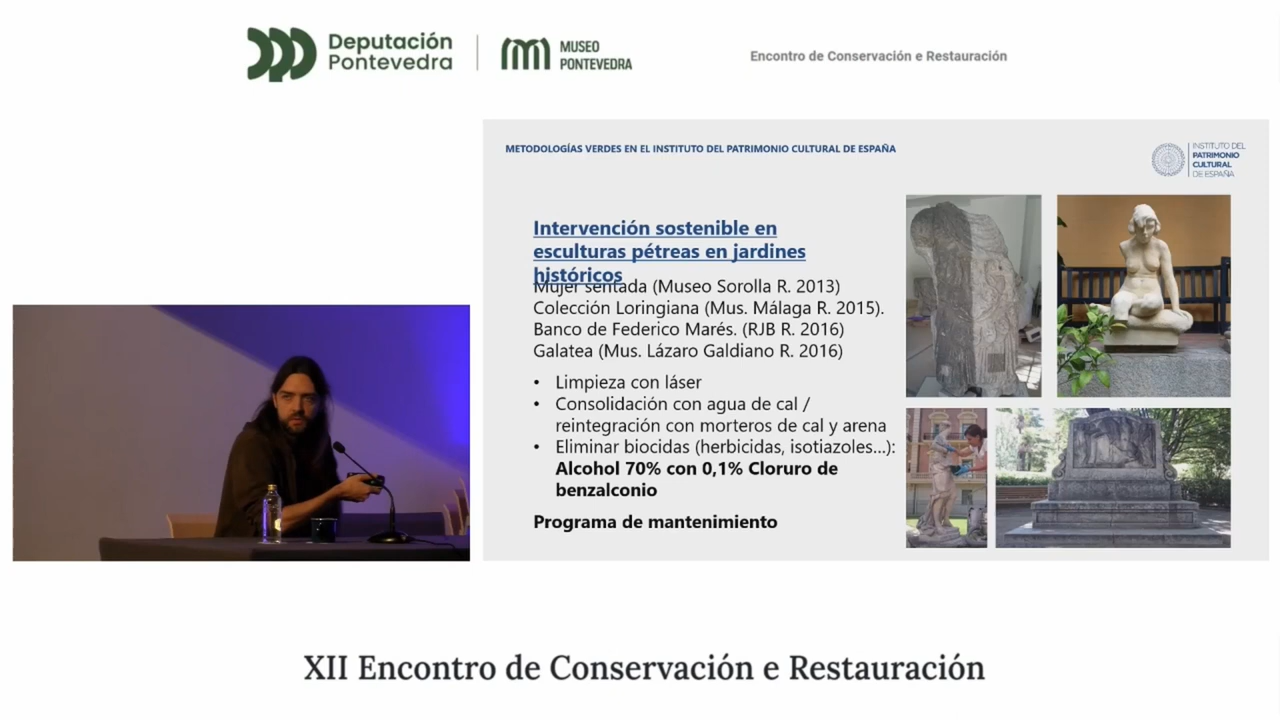 Deputación
Pontevedra
MUSEO
PONTEVEDRA
Encontro de Conservación e Restauración
METODOLOGÍAS VERDES EN EL INSTITUTO DEL PATRIMONIO CULTURAL DE ESPAÑA
INSTITUTO DEL
PATRIMONIO
CULTURAL
DE ESPAÑA
Intervención sostenible en
esculturas pétreas en jardines
históricos
Mujer sentada (Museo Sorolla R. 2013)
Colección Loringiana (Mus. Málaga R. 2015).
Banco de Federico Marés. (RJB R. 2016)
Galatea (Mus. Lázaro Galdiano R. 2016)
• Limpieza con láser
• Consolidación con agua de cal /
reintegración con morteros de cal y arena
• Eliminar biocidas (herbicidas, isotiazoles...):
Alcohol 70% con 0,1% Cloruro de
benzalconio
Programa de mantenimiento
XII Encontro de Conservación e Restauración